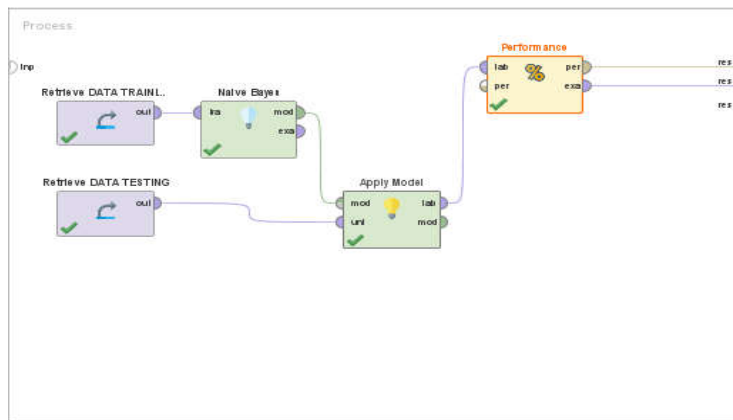 Process
Performance
Inp
lab per res
per exa res
res
Retrieve DATA TRAINI... Naive Bayes
out tra mod
exa
Retrieve DATA TESTING Apply Model
out mod lab
unl mod